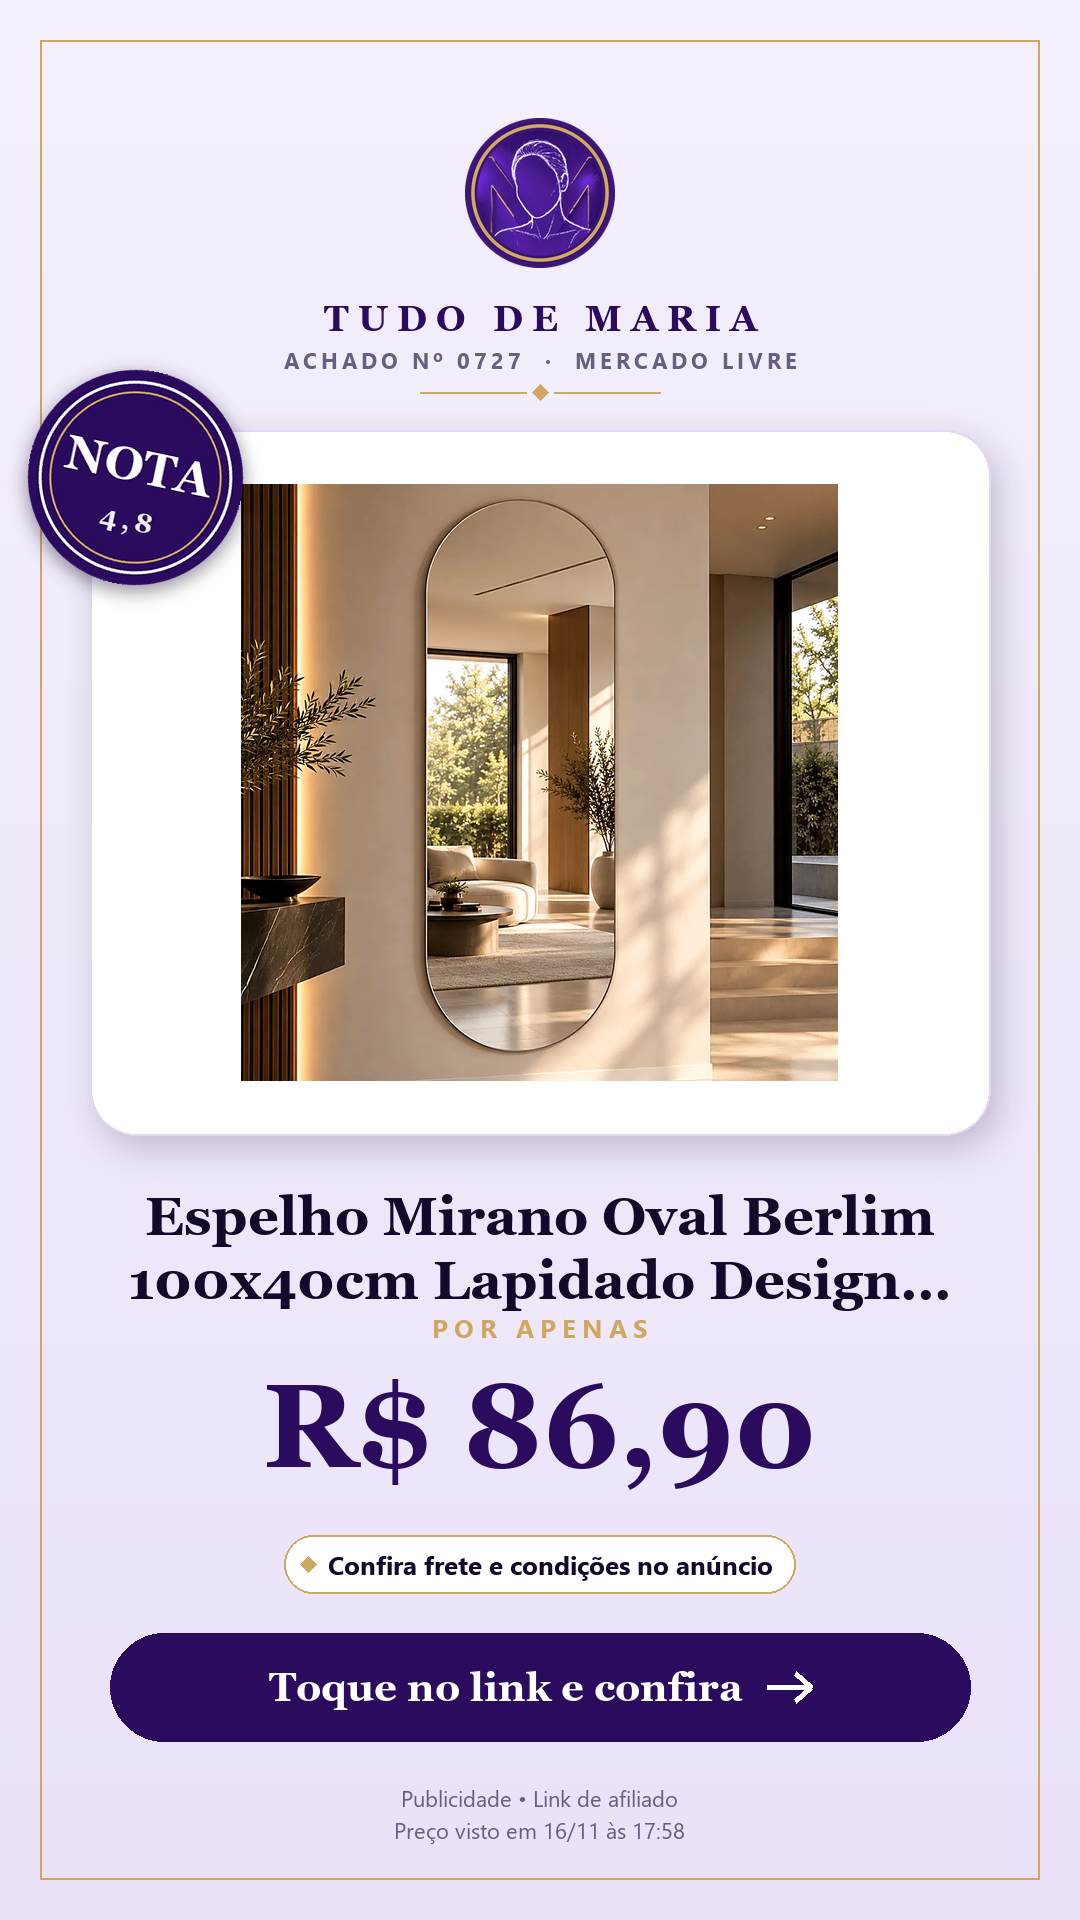 TUDO DE MARIA
ACHADO Nº 0727 · MERCADO LIVRE
NOTA
4,8
Espelho Mirano Oval Berlim
100x40cm Lapidado Design...
POR APENAS
R$ 86,90
Confira frete e condições no anúncio
Toque no link e confira →
Publicidade • Link de afiliado
Preço visto em 16/11 às 17:58